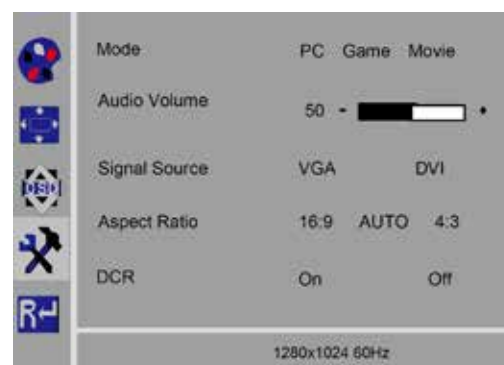 Mode PC Game Movie
Audio Volume 50 - +
Signal Source VGA DVI
OSD
Aspect Ratio 16:9 AUTO 4:3
DCR On Off
R
1280x1024 60Hz